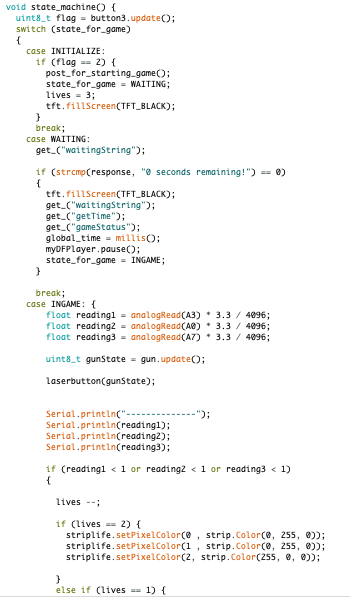 void state_machine() {
uint8_t flag = button3.update();
switch (state_for_game)
{
case INITIALIZE:
if (flag == 2) {
post_for_starting_game();
state_for_game = WAITING;
lives = 3;
tft.fillScreen(TFT_BLACK);
}
break;
case WAITING:
get_("waitingString");
if (strcmp(response, "0 seconds remaining!") == 0)
{
tft.fillScreen(TFT_BLACK);
get_("waitingString");
get_("getTime");
get_("gameStatus");
global_time = millis();
myDFPlayer.pause();
state_for_game = INGAME;
}
break;
case INGAME: {
float reading1 = analogRead(A3) * 3.3 / 4096;
float reading2 = analogRead(A0) * 3.3 / 4096;
float reading3 = analogRead(A7) * 3.3 / 4096;
uint8_t gunState = gun.update();
laserbutton(gunState);
Serial.println("--------------");
Serial.println(reading1);
Serial.println(reading2);
Serial.println(reading3);
if (reading1 < 1 or reading2 < 1 or reading3 < 1)
{
lives --;
if (lives == 2) {
striplife.setPixelColor(0 , strip.Color(0, 255, 0));
striplife.setPixelColor(1 , strip.Color(0, 255, 0));
striplife.setPixelColor(2, strip.Color(255, 0, 0));
}
else if (lives == 1) {